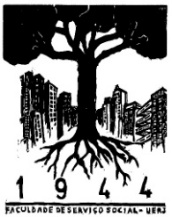 1944
FACULDADE DE SERVIÇO SOCIAL - UERJ